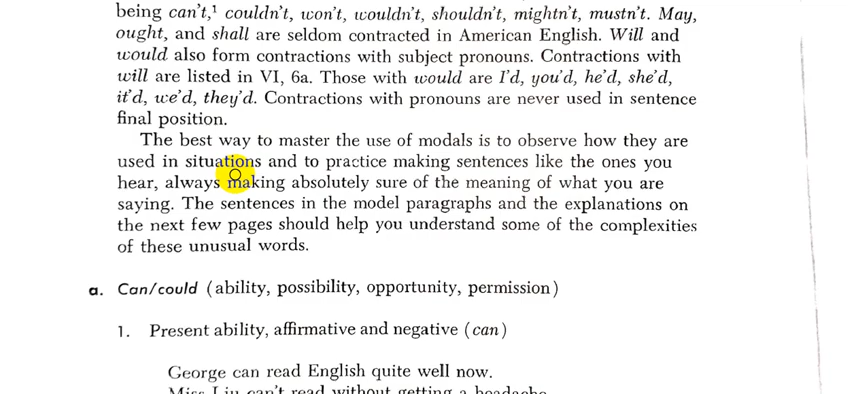 being can't,¹ couldn't, won't, wouldn't, shouldn't, mightn't, mustn't. May,
ought, and shall are seldom contracted in American English. Will and
would also form contractions with subject pronouns. Contractions with
will are listed in VI, 6a. Those with would are I'd, you'd, he'd, she'd,
it'd, we'd, they'd. Contractions with pronouns are never used in sentence
final position.
The best way to master the use of modals is to observe how they are
used in situations and to practice making sentences like the ones you
hear, always making absolutely sure of the meaning of what you are
saying. The sentences in the model paragraphs and the explanations on
the next few pages should help you understand some of the complexities
of these unusual words.
a. Can/could (ability, possibility, opportunity, permission)
1. Present ability, affirmative and negative (can)
George can read English quite well now.
Miss Liu can't read without getting a headache.